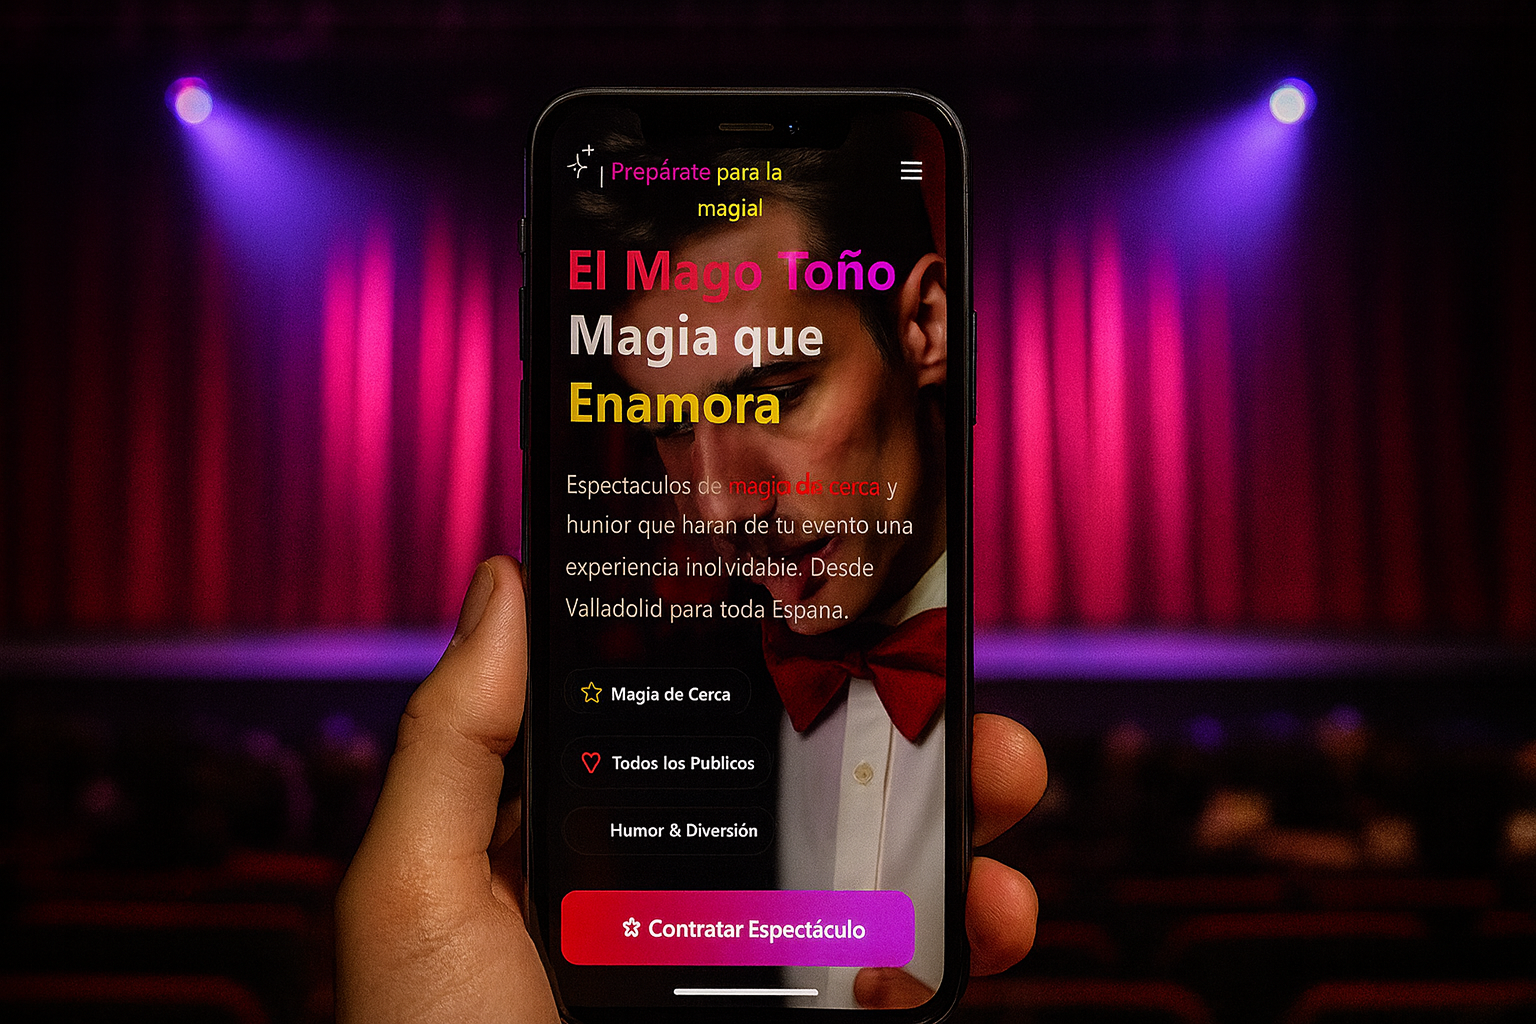 | Prepárate para la
magia!
El Mago Toño
Magia que
Enamora
Espectaculos de magia de cerca y
hunior que haran de tu evento una
experiencia inolvidabie. Desde
Valladolid para toda Espana.
Magia de Cerca
Todos los Publicos
Humor & Diversión
Contratar Espectáculo